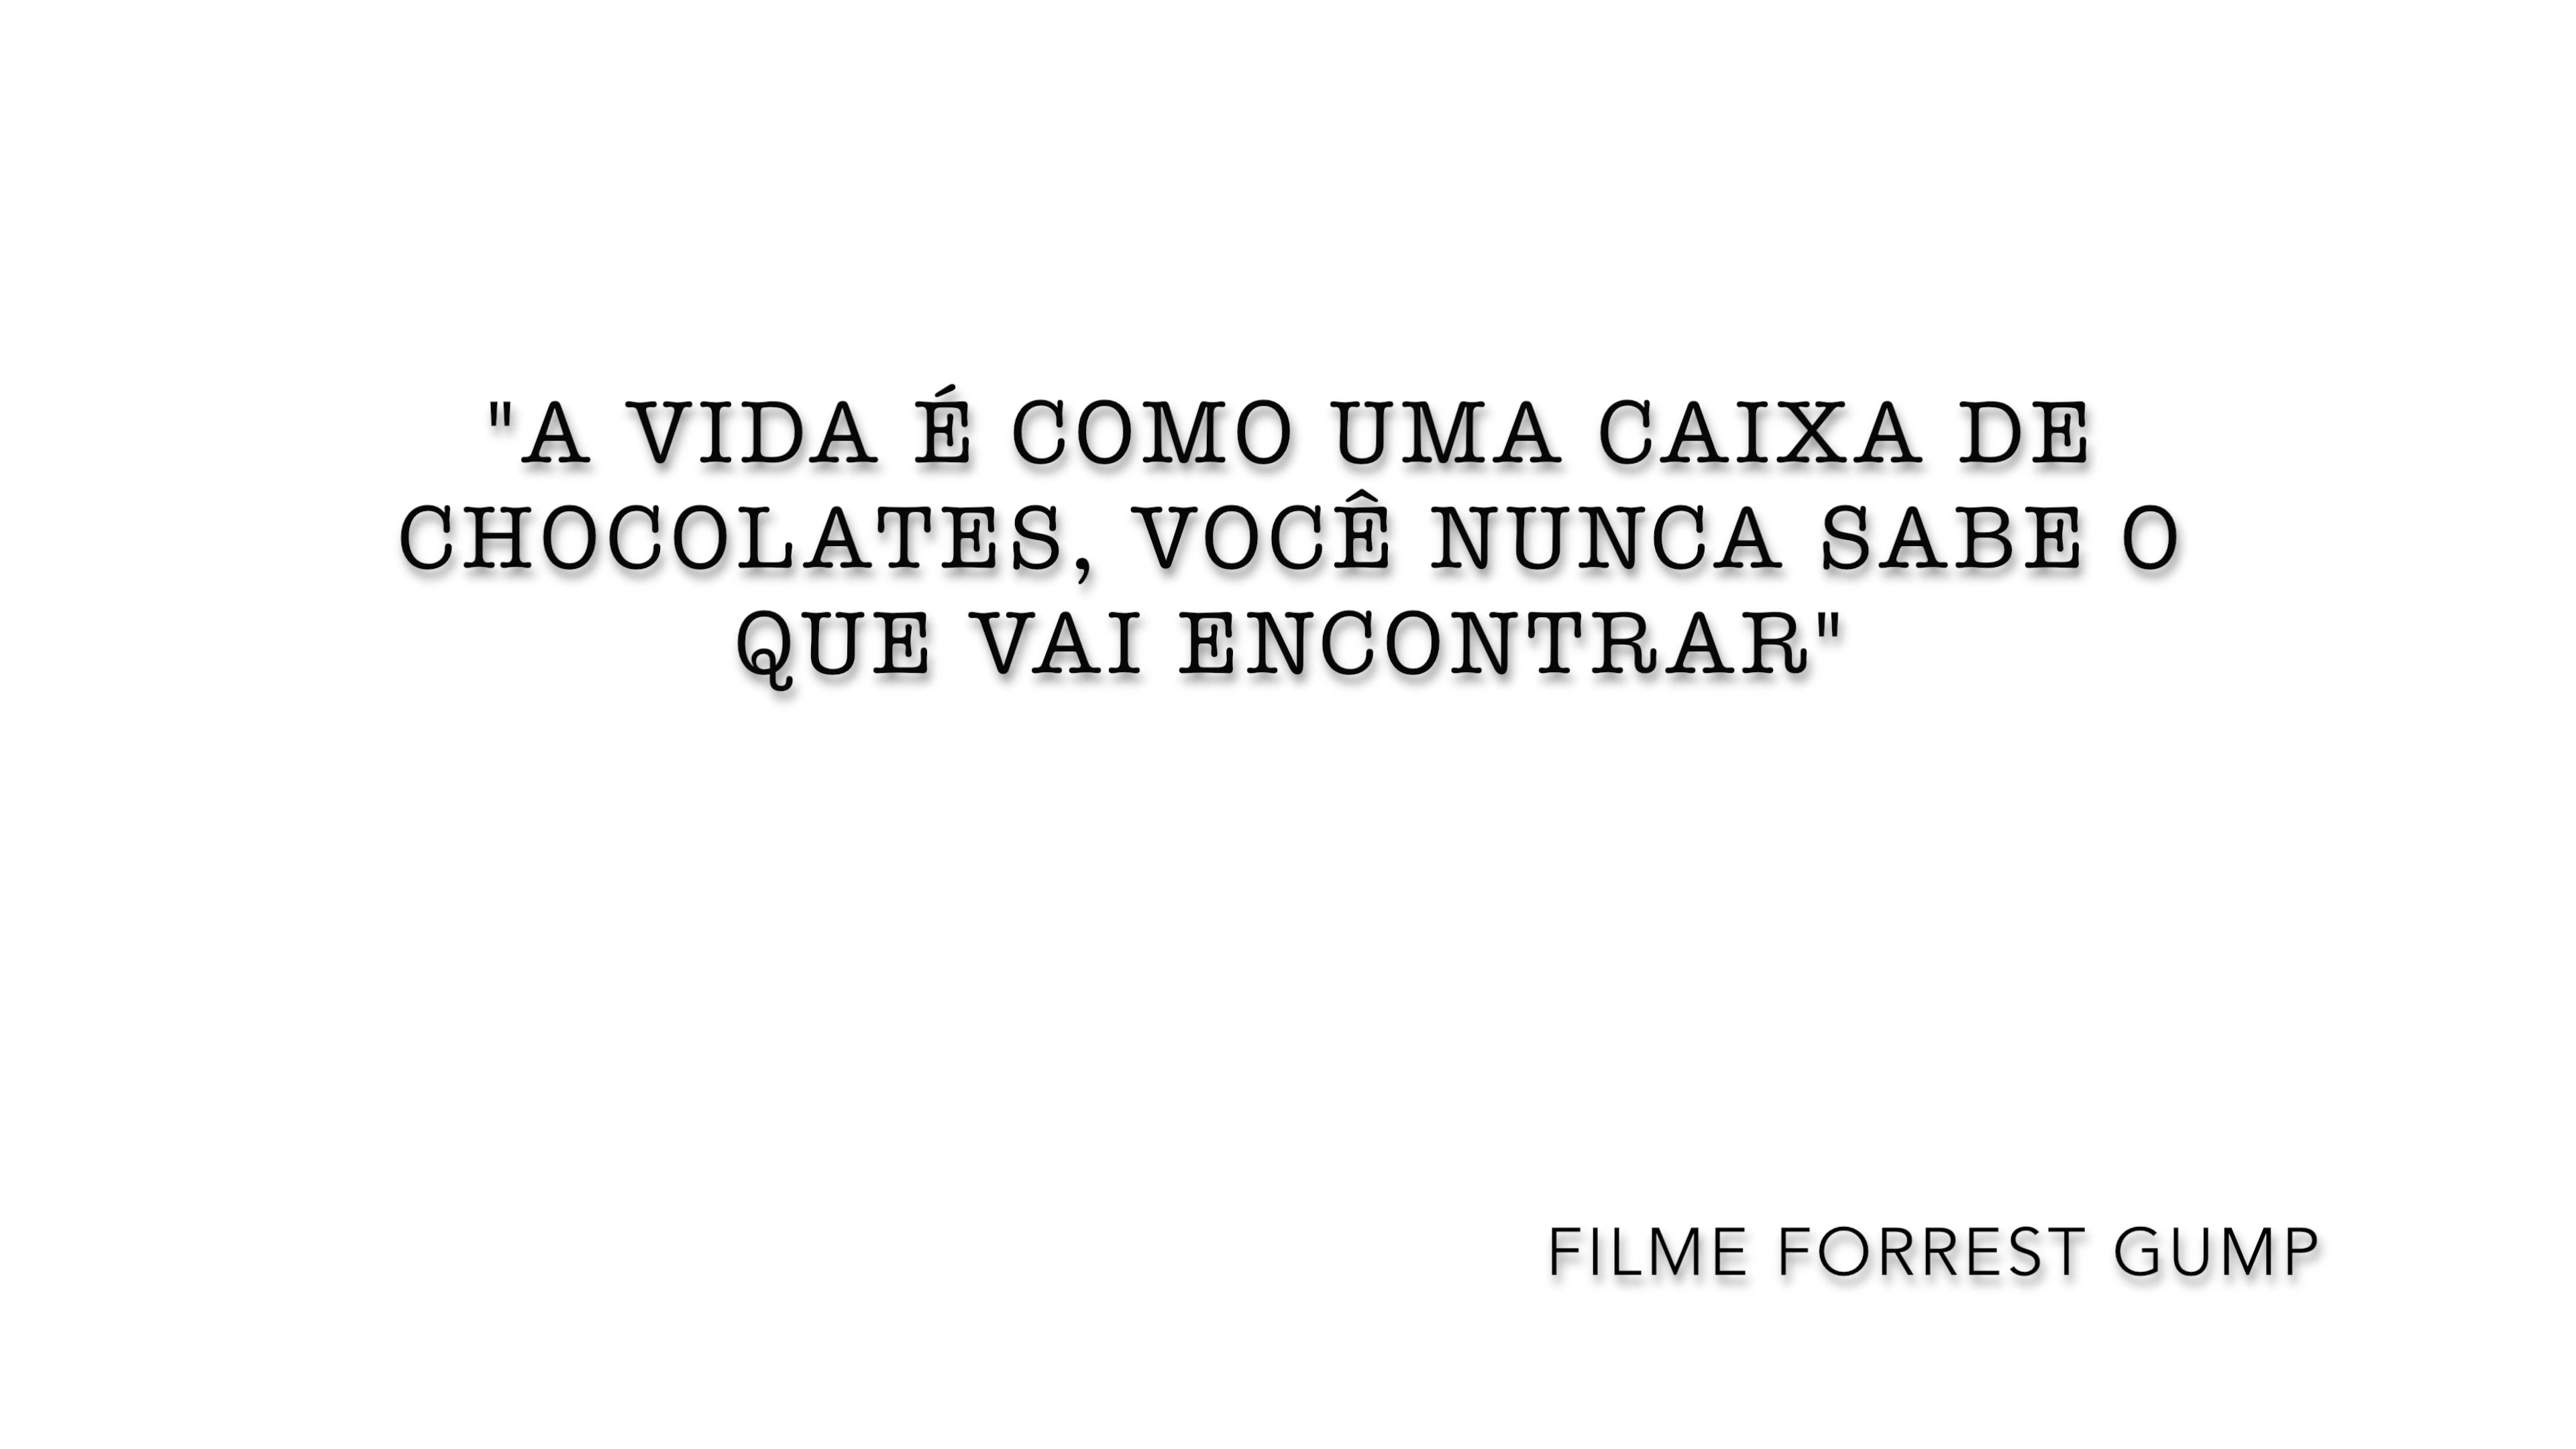 "A VIDA É COMO UMA CAIXA DE
CHOCOLATES, VOCÊ NUNCA SABE O
QUE VAI ENCONTRAR"
FILME FORREST GUMP